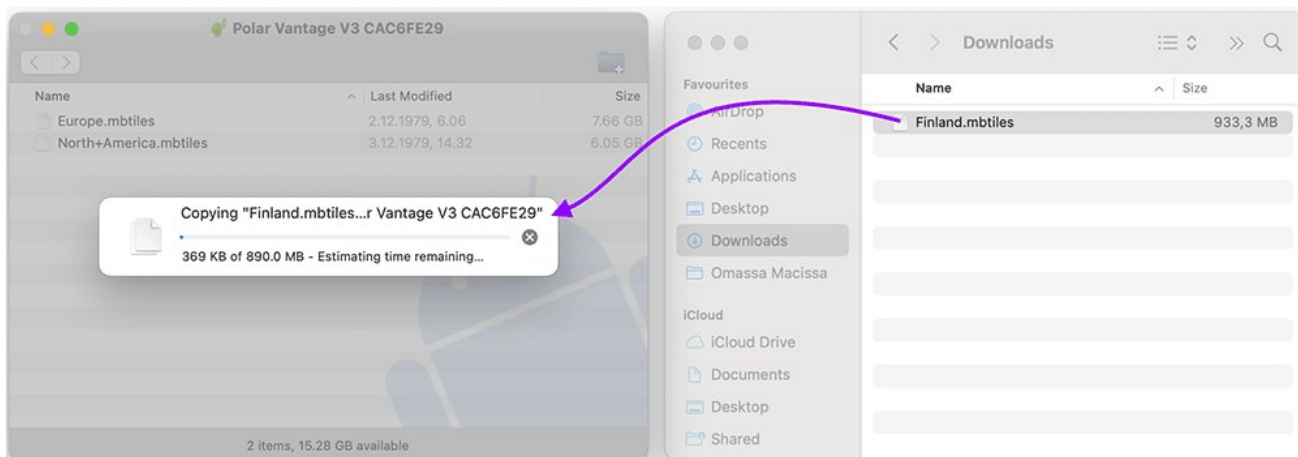 Polar Vantage V3 CAC6FE29
Name Last Modified Size
Europe.mbtiles 2.12.1979, 6.06 7.66 GB
North+America.mbtiles 3.12.1979, 14.32 6.05 GB
Copying "Finland.mbtiles...r Vantage V3 CAC6FE29"
369 KB of 890.0 MB - Estimating time remaining...
2 items, 15.28 GB available
Downloads
Favourites
AirDrop
Recents
Applications
Desktop
Downloads
Omassa Macissa
iCloud
iCloud Drive
Documents
Desktop
Shared
Name Size
Finland.mbtiles 933,3 MB